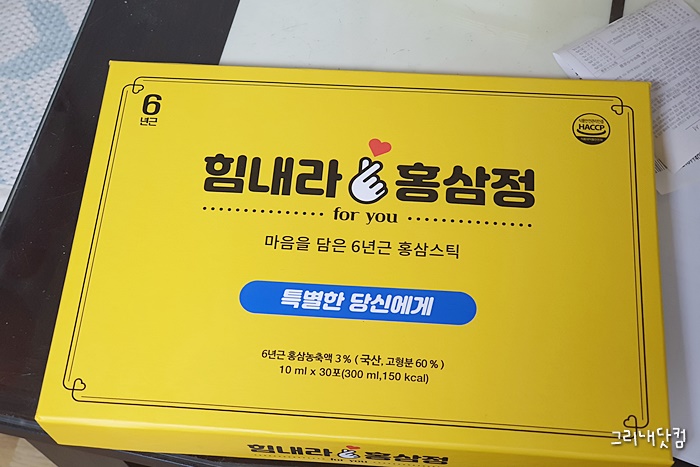 6
년근
HACCP
힘내라 홍삼정
for you
마음을 담은 6년근 홍삼스틱
특별한 당신에게
6년근 홍삼농축액 3% ( 국산, 고형분 60% )
10 ml x 30포(300 ml,150 kcal)
힘내라 홍삼정
for you
그리내닷컴